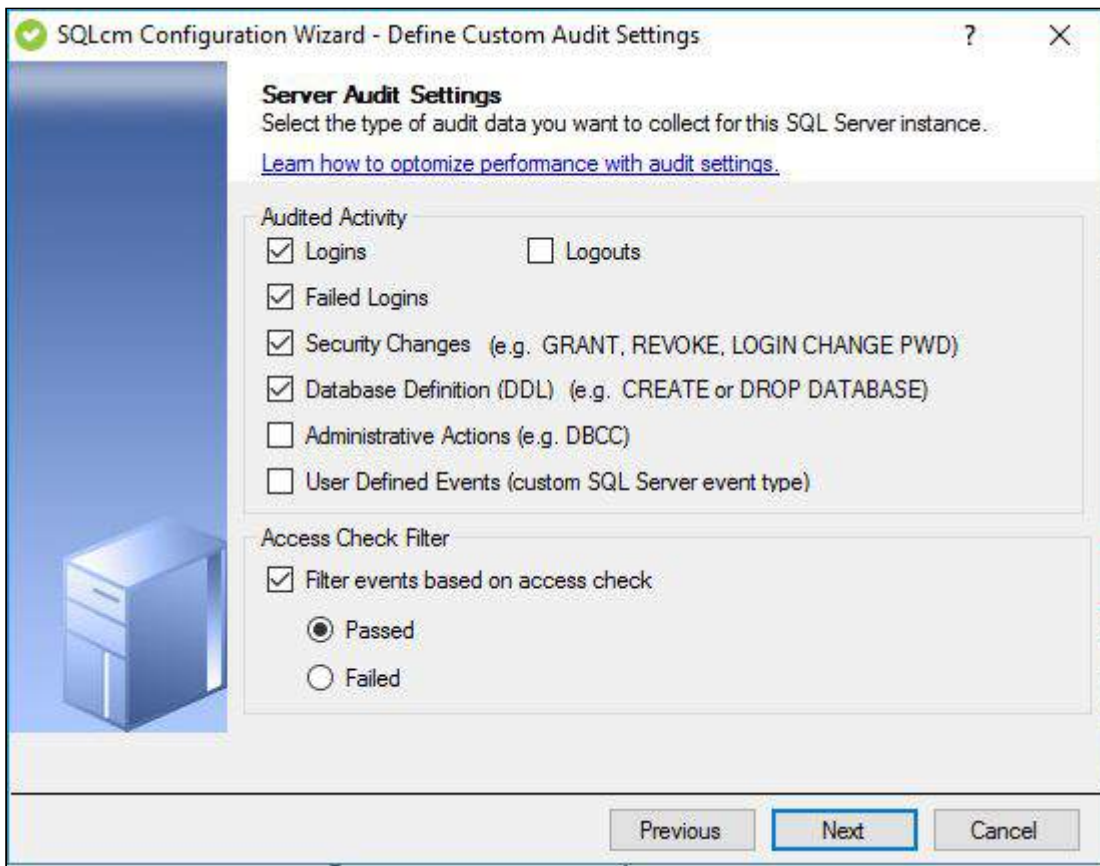 SQLcm Configuration Wizard - Define Custom Audit Settings ?
Server Audit Settings
Select the type of audit data you want to collect for this SQL Server instance.
Learn how to optomize performance with audit settings.
Audited Activity
Logins Logouts
Failed Logins
Security Changes (e.g. GRANT, REVOKE, LOGIN CHANGE PWD)
Database Definition (DDL) (e.g. CREATE or DROP DATABASE)
Administrative Actions (e.g. DBCC)
User Defined Events (custom SQL Server event type)
Access Check Filter
Filter events based on access check
Passed
Failed
Previous Next Cancel